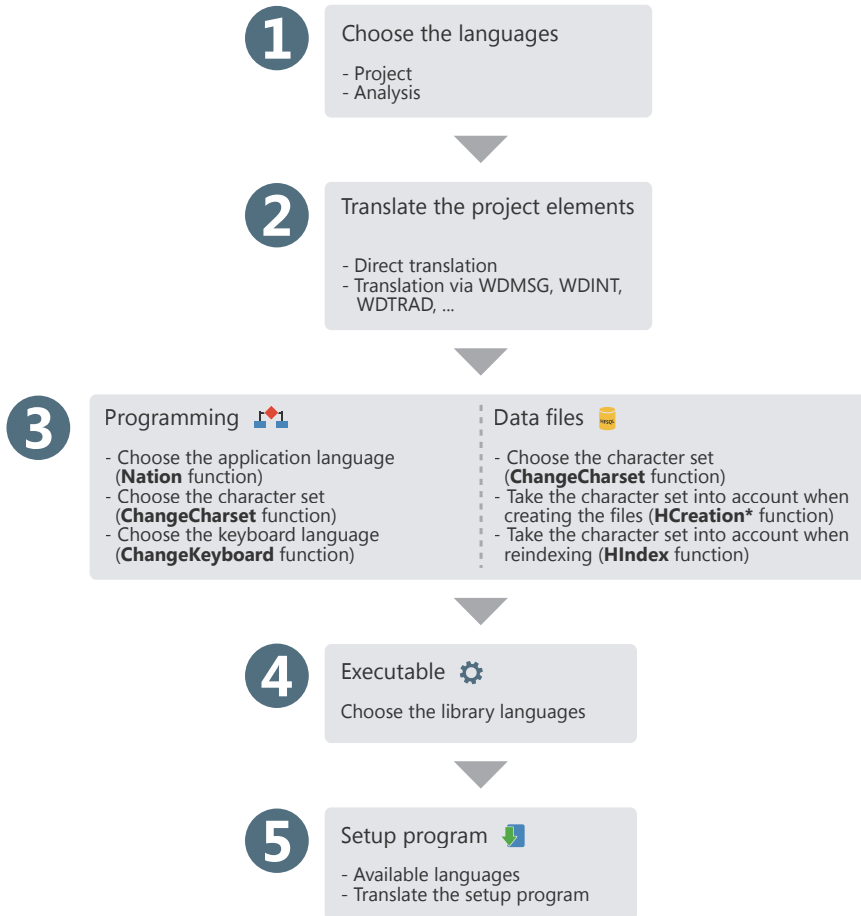 1
Choose the languages
- Project
- Analysis
2
Translate the project elements
- Direct translation
- Translation via WDMSG, WDINT,
WDTRAD, ...
3
Programming
- Choose the application language
(Nation function)
- Choose the character set
(ChangeCharset function)
- Choose the keyboard language
(ChangeKeyboard function)
Data files
- Choose the character set
(ChangeCharset function)
- Take the character set into account when
creating the files (HCreation* function)
- Take the character set into account when
reindexing (HIndex function)
4
Executable
Choose the library languages
5
Setup program
- Available languages
- Translate the setup program